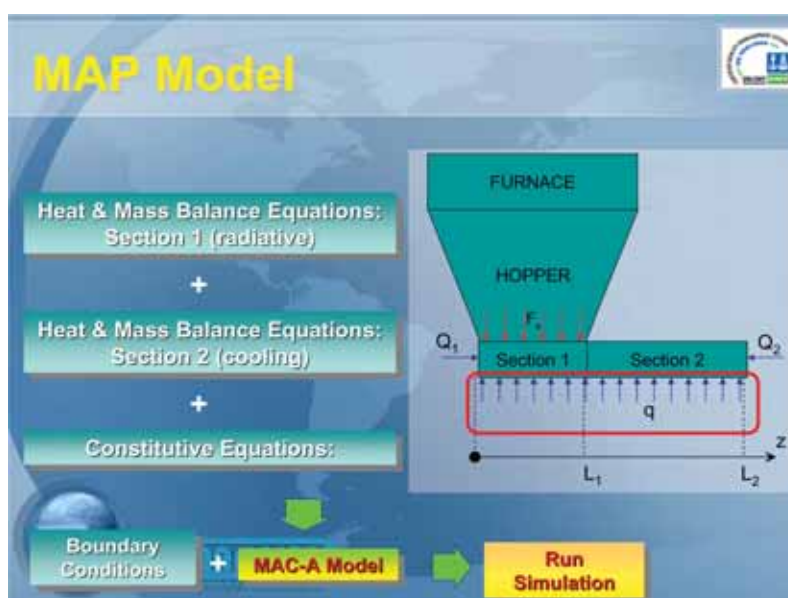 MAP Model
Heat & Mass Balance Equations:
Section 1 (radiative)
+
Heat & Mass Balance Equations:
Section 2 (cooling)
+
Constitutive Equations:
Boundary
Conditions
+
MAC-A Model
Run
Simulation
FURNACE
HOPPER
Q₁
Section 1
Section 2
Q₂
q
z
L₁
L₂